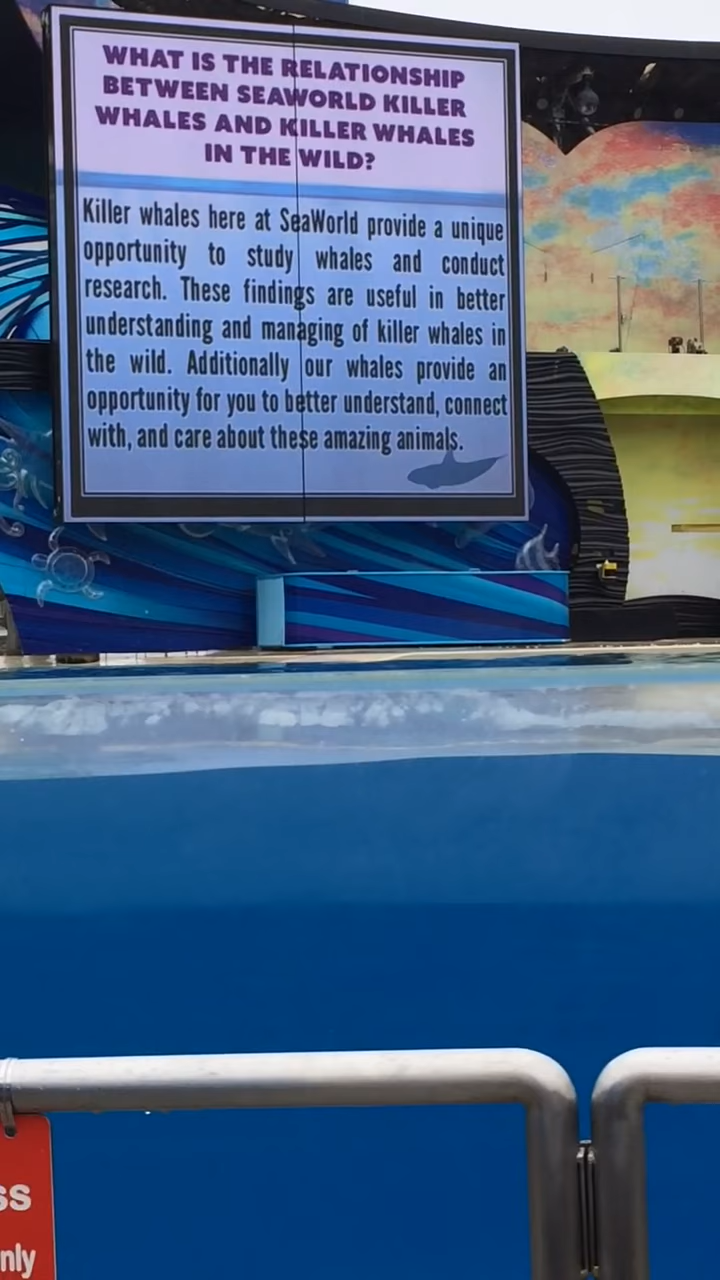 WHAT IS THE RELATIONSHIP
BETWEEN SEAWORLD KILLER
WHALES AND KILLER WHALES
IN THE WILD?
Killer whales here at SeaWorld provide a unique
opportunity to study whales and conduct
research. These findings are useful in better
understanding and managing of killer whales in
the wild. Additionally our whales provide an
opportunity for you to better understand, connect
with, and care about these amazing animals.
ss
nly